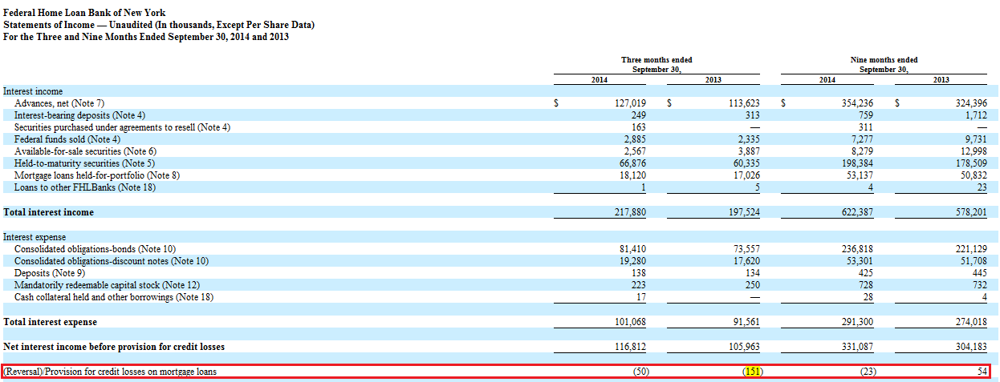 Federal Home Loan Bank of New York
Statements of Income — Unaudited (In thousands, Except Per Share Data)
For the Three and Nine Months Ended September 30, 2014 and 2013
Three months ended Nine months ended
September 30, September 30,
2014 2013 2014 2013
Interest income
Advances, net (Note 7) $ 127,019 $ 113,623 $ 354,236 $ 324,396
Interest-bearing deposits (Note 4) 249 313 759 1,712
Securities purchased under agreements to resell (Note 4) 163 — 311 —
Federal funds sold (Note 4) 2,885 2,335 7,277 9,731
Available-for-sale securities (Note 6) 2,567 3,887 8,279 12,998
Held-to-maturity securities (Note 5) 66,876 60,335 198,384 178,509
Mortgage loans held-for-portfolio (Note 8) 18,120 17,026 53,137 50,832
Loans to other FHLBanks (Note 18) 1 5 4 23
Total interest income 217,880 197,524 622,387 578,201
Interest expense
Consolidated obligations-bonds (Note 10) 81,410 73,557 236,818 221,129
Consolidated obligations-discount notes (Note 10) 19,280 17,620 53,301 51,708
Deposits (Note 9) 138 134 425 445
Mandatorily redeemable capital stock (Note 12) 223 250 728 732
Cash collateral held and other borrowings (Note 18) 17 — 28 4
Total interest expense 101,068 91,561 291,300 274,018
Net interest income before provision for credit losses 116,812 105,963 331,087 304,183
(Reversal)/Provision for credit losses on mortgage loans (50) (151) (23) 54